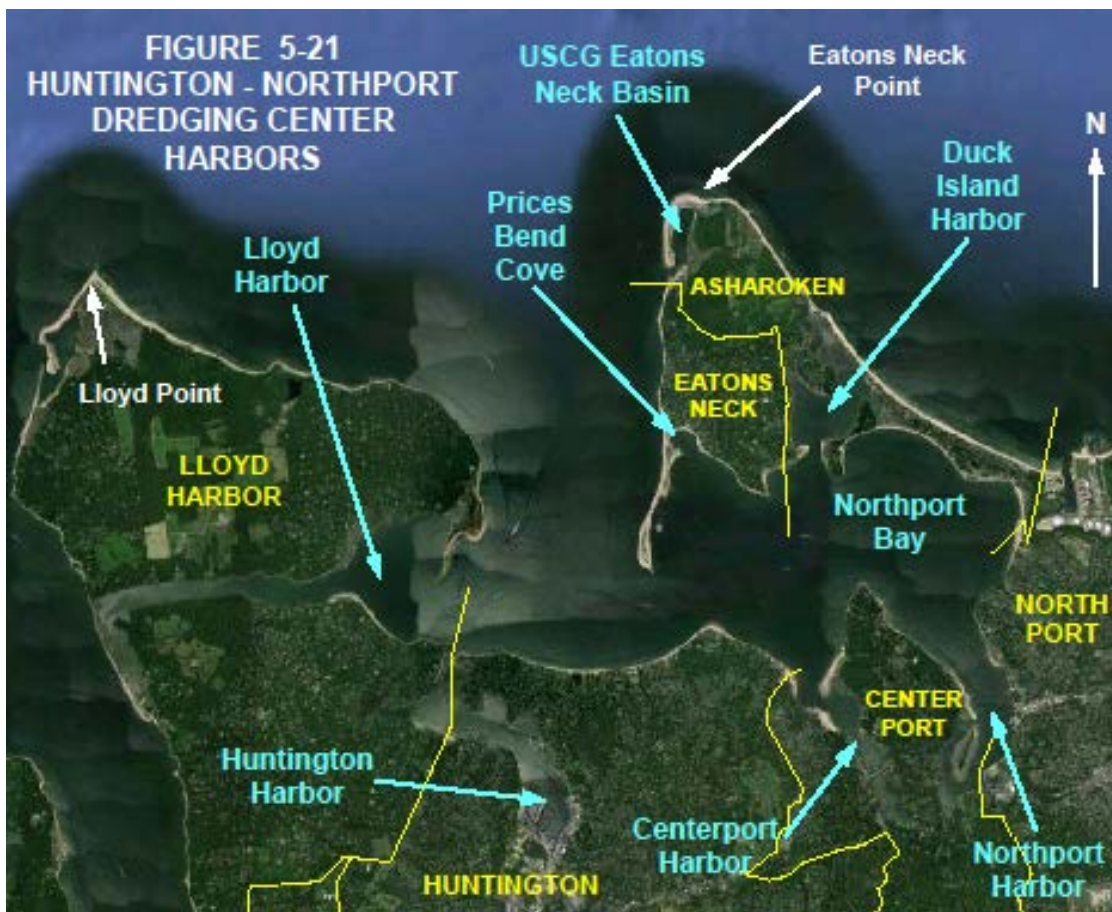 FIGURE 5-21
HUNTINGTON - NORTHPORT
DREDGING CENTER
HARBORS
USCG Eatons
Neck Basin
Eatons Neck
Point
N
Duck
Island
Harbor
Prices
Bend
Cove
Lloyd
Harbor
ASHAROKEN
Lloyd Point
EATONS
NECK
LLOYD
HARBOR
Northport
Bay
NORTH
PORT
CENTER
PORT
Huntington
Harbor
Centerport
Harbor
Northport
Harbor
HUNTINGTON